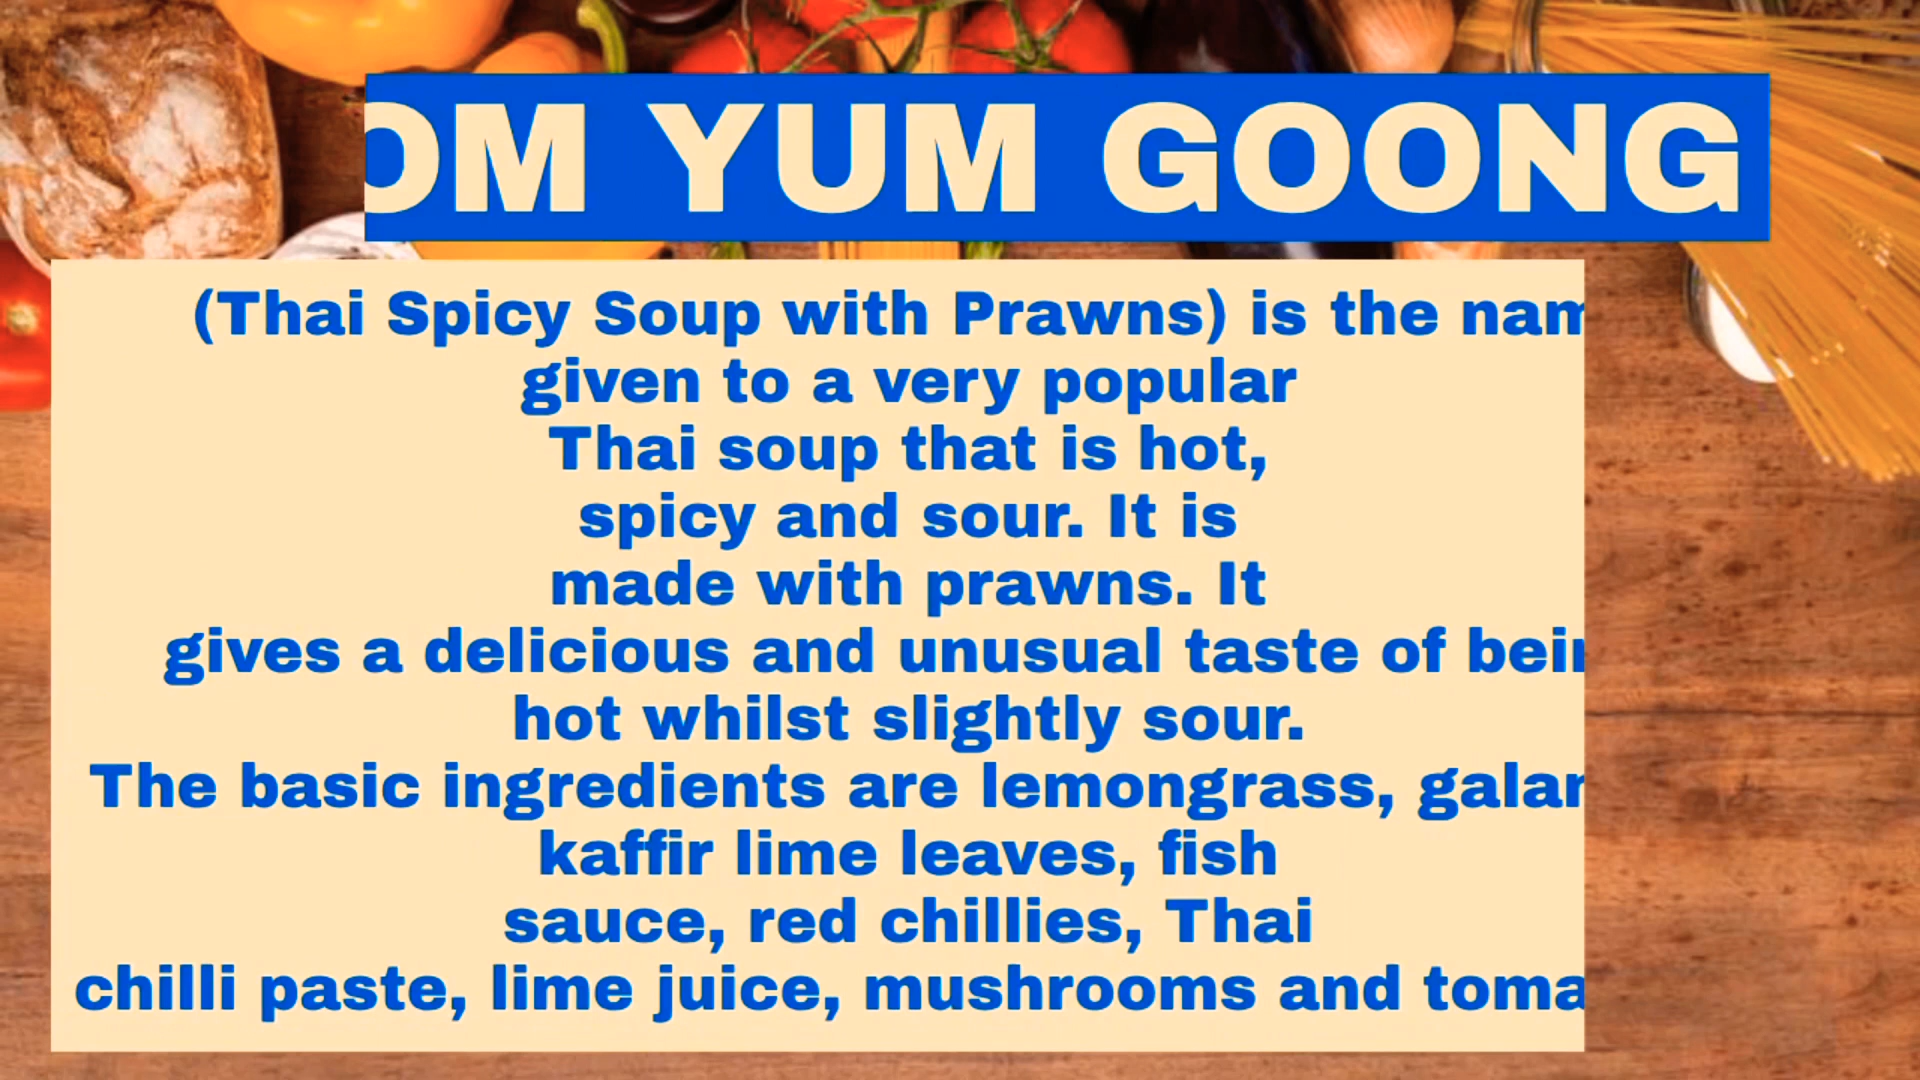 OM YUM GOONG
(Thai Spicy Soup with Prawns) is the nam
given to a very popular
Thai soup that is hot,
spicy and sour. It is
made with prawns. It
gives a delicious and unusual taste of bein
hot whilst slightly sour.
The basic ingredients are lemongrass, galan
kaffir lime leaves, fish
sauce, red chillies, Thai
chilli paste, lime juice, mushrooms and toma